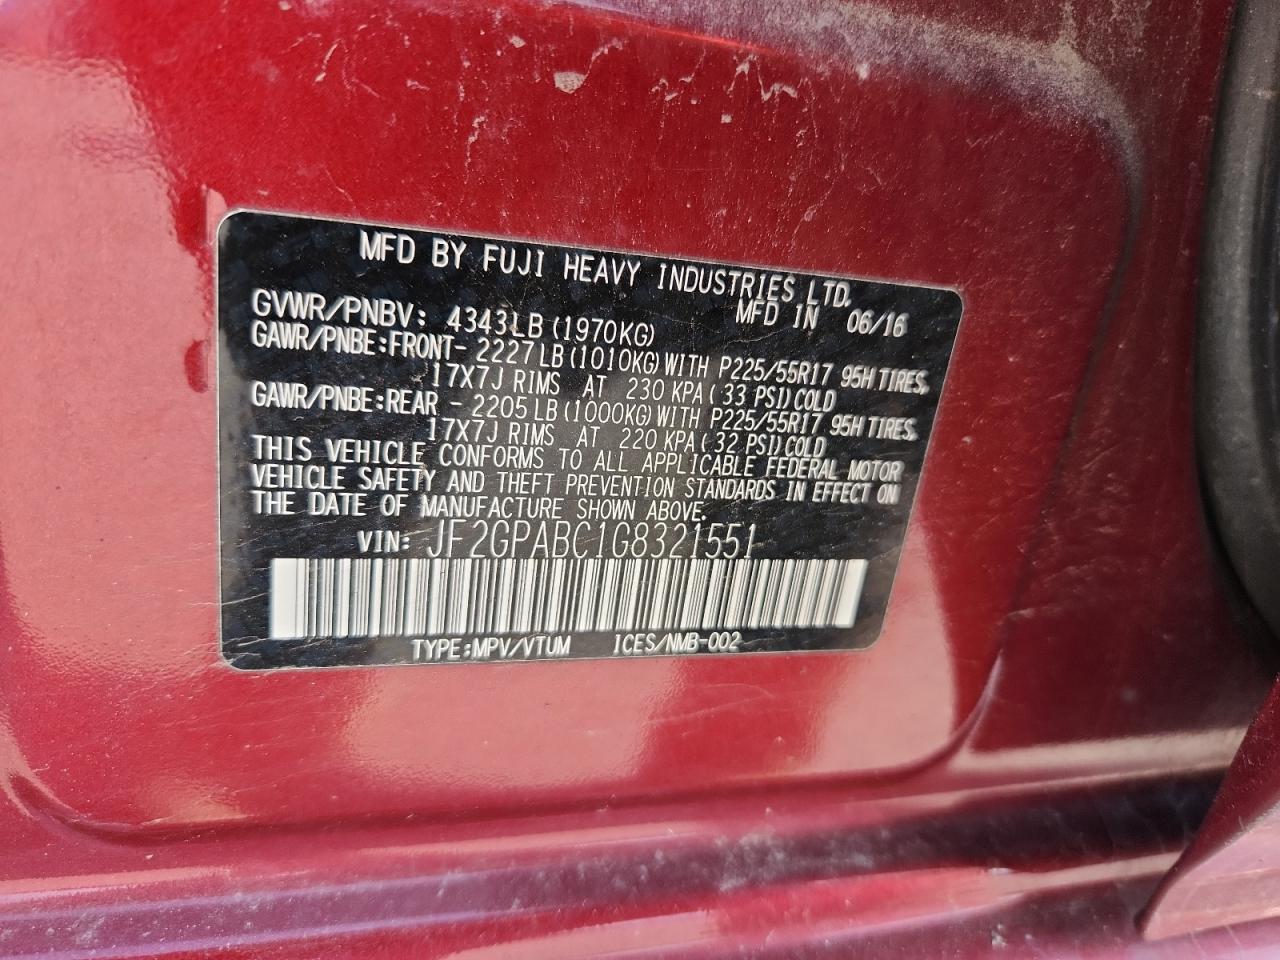 MFD BY FUJI HEAVY INDUSTRIES LTD.
MFD IN 06/16
GVWR/PNBV: 4343LB(1970KG)
GAWR/PNBE:FRONT- 2227LB(1010KG)WITH P225/55R17 95H TIRES,
17X7J RIMS AT 230 KPA( 33 PSI)COLD
GAWR/PNBE:REAR - 2205LB(1000KG)WITH P225/55R17 95H TIRES,
17X7J RIMS AT 220 KPA( 32 PSI)COLD
THIS VEHICLE CONFORMS TO ALL APPLICABLE FEDERAL MOTOR
VEHICLE SAFETY AND THEFT PREVENTION STANDARDS IN EFFECT ON
THE DATE OF MANUFACTURE SHOWN ABOVE.
VIN: JF2GPABC1G8321551
TYPE:MPV/VTUM ICES/NMB-002